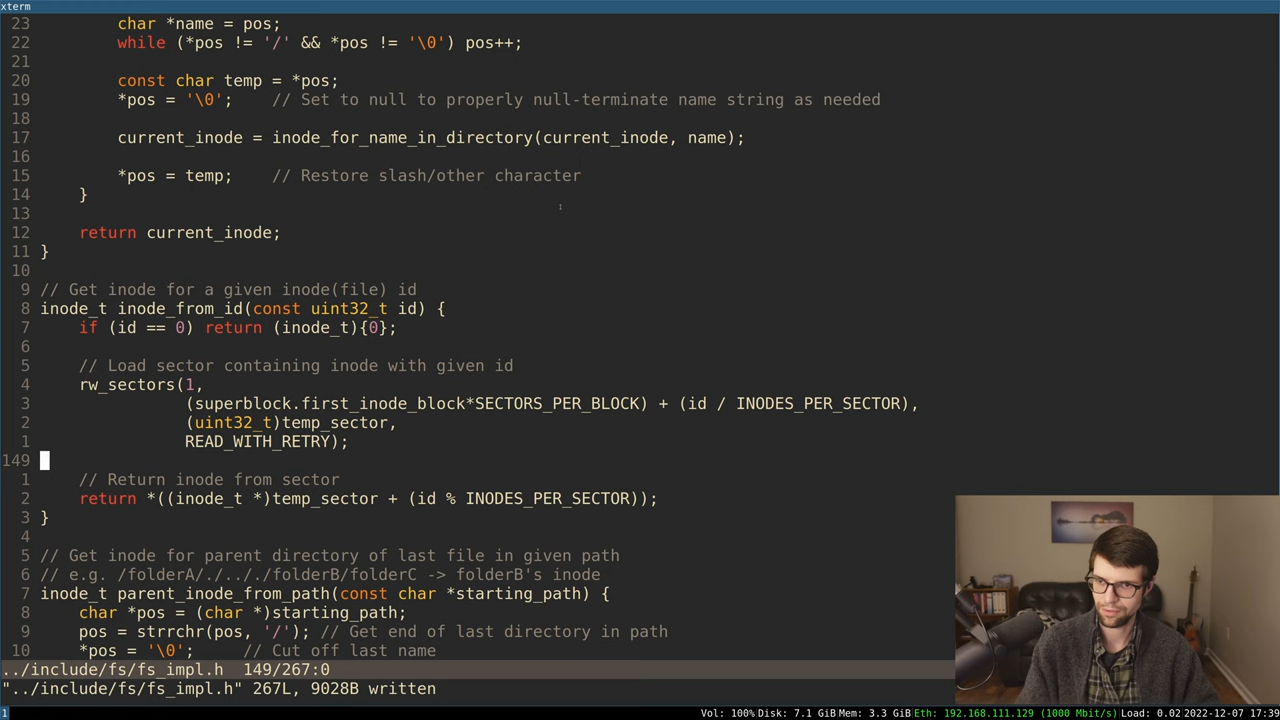 xterm
23 char *name = pos;
22 while (*pos != '/' && *pos != '\0') pos++;
21
20 const char temp = *pos;
19 *pos = '\0'; // Set to null to properly null-terminate name string as needed
18
17 current_inode = inode_for_name_in_directory(current_inode, name);
16
15 *pos = temp; // Restore slash/other character
14 }
13
12 return current_inode;
11 }
10
9 // Get inode for a given inode(file) id
8 inode_t inode_from_id(const uint32_t id) {
7 if (id == 0) return (inode_t){0};
6
5 // Load sector containing inode with given id
4 rw_sectors(1,
3 (superblock.first_inode_block*SECTORS_PER_BLOCK) + (id / INODES_PER_SECTOR),
2 (uint32_t)temp_sector,
1 READ_WITH_RETRY);
149
1 // Return inode from sector
2 return *((inode_t *)temp_sector + (id % INODES_PER_SECTOR));
3 }
4
5 // Get inode for parent directory of last file in given path
6 // e.g. /folderA/./.././folderB/folderC -> folderB's inode
7 inode_t parent_inode_from_path(const char *starting_path) {
8 char *pos = (char *)starting_path;
9 pos = strrchr(pos, '/'); // Get end of last directory in path
10 *pos = '\0'; // Cut off last name
../include/fs/fs_impl.h 149/267:0
"../include/fs/fs_impl.h" 267L, 9028B written
1 Vol: 100% Disk: 7.1 GiB Mem: 3.3 GiB Eth: 192.168.111.129 (1000 Mbit/s) Load: 0.02 2022-12-07 17:39